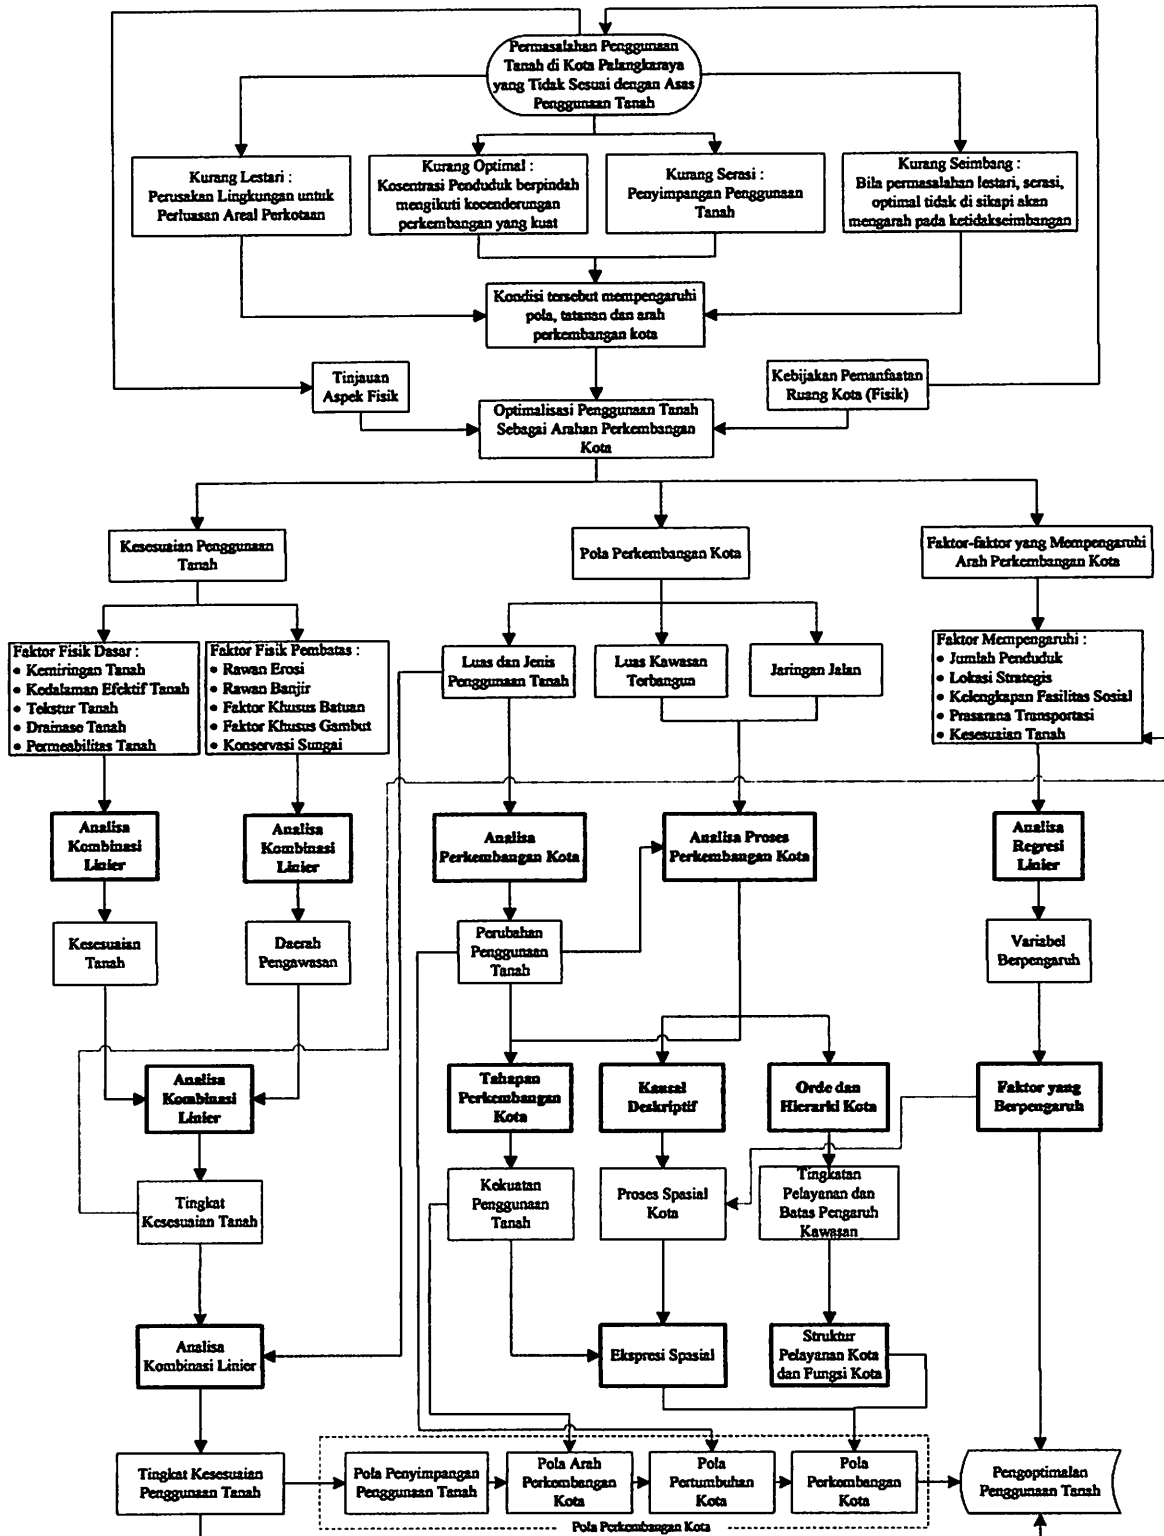 Permasalahan Penggunaan
Tanah di Kota Palangkaraya
yang Tidak Sesuai dengan Asas
Penggunaan Tanah
Kurang Lestari :
Perusakan Lingkungan untuk
Perluasan Areal Perkotaan
Kurang Optimal :
Kosentrasi Penduduk berpindah
mengikuti kecenderungan
perkembangan yang kuat
Kurang Serasi :
Penyimpangan Penggunaan
Tanah
Kurang Seimbang :
Bila permasalahan lestari, serasi,
optimal tidak di sikapi akan
mengarah pada ketidakseimbangan
Kondisi tersebut mempengaruhi
pola, tatanan dan arah
perkembangan kota
Tinjauan
Aspek Fisik
Kebijakan Pemanfaatan
Ruang Kota (Fisik)
Optimalisasi Penggunaan Tanah
Sebagai Arahan Perkembangan
Kota
Kesesuaian Penggunaan
Tanah
Pola Perkembangan Kota
Faktor-faktor yang Mempengaruhi
Arah Perkembangan Kota
Faktor Fisik Dasar :
• Kemiringan Tanah
• Kedalaman Efektif Tanah
• Tekstur Tanah
• Drainase Tanah
• Permeabilitas Tanah
Faktor Fisik Pembatas :
• Rawan Erosi
• Rawan Banjir
• Faktor Khusus Batuan
• Faktor Khusus Gambut
• Konservasi Sungai
Luas dan Jenis
Penggunaan Tanah
Luas Kawasan
Terbangun
Jaringan Jalan
Faktor Mempengaruhi :
• Jumlah Penduduk
• Lokasi Strategis
• Kelengkapan Fasilitas Sosial
• Prasarana Transportasi
• Kesesuaian Tanah
Analisa
Kombinasi
Linier
Analisa
Kombinasi
Linier
Analisa
Perkembangan Kota
Analisa Proses
Perkembangan Kota
Analisa
Regresi
Linier
Kesesuaian
Tanah
Daerah
Pengawasan
Perubahan
Penggunaan
Tanah
Variabel
Berpengaruh
Analisa
Kombinasi
Linier
Tahapan
Perkembangan
Kota
Kausal
Deskriptif
Orde dan
Hierarki Kota
Faktor yang
Berpengaruh
Tingkat
Kesesuaian Tanah
Kekuatan
Penggunaan
Tanah
Proses Spasial
Kota
Tingkatan
Pelayanan dan
Batas Pengaruh
Kawasan
Analisa
Kombinasi Linier
Ekspresi Spasial
Struktur
Pelayanan Kota
dan Fungsi Kota
Tingkat Kesesuaian
Penggunaan Tanah
Pola Penyimpangan
Penggunaan Tanah
Pola Arah
Perkembangan
Kota
Pola
Pertumbuhan
Kota
Pola
Perkembangan
Kota
Pengoptimalan
Penggunaan Tanah
Pola Perkembangan Kota